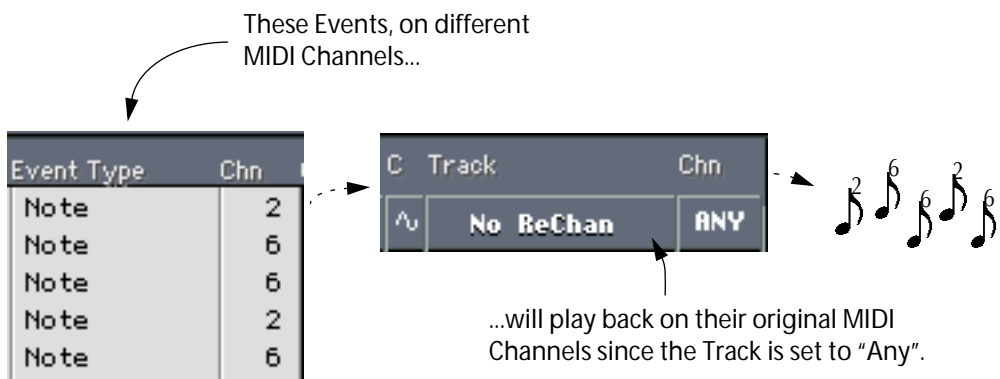 These Events, on different
MIDI Channels...
Event Type Chn
Note 2
Note 6
Note 6
Note 2
Note 6
C Track Chn
No ReChan ANY
2 6 6 2 6
...will play back on their original MIDI
Channels since the Track is set to “Any”.